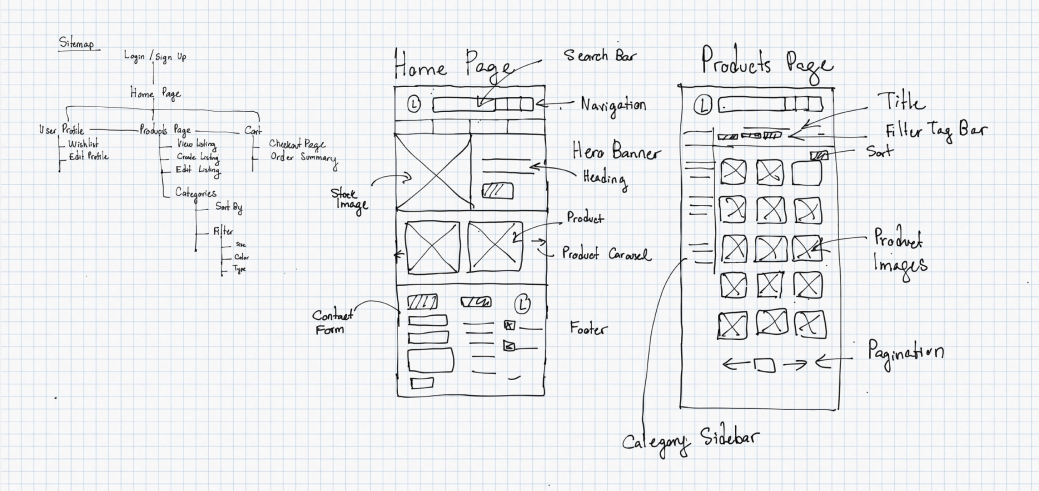 Sitemap
Login / Sign Up
Home Page
User Profile
Products Page
Cart
Wishlist
Edit Profile
View Listing
Create Listing
Edit Listing
Checkout Page
Order Summary
Categories
Sort By
Filter
Size
Color
Type
Home Page
Search Bar
L
Navigation
Hero Banner
Heading
Stock
Image
Product
Product Carousel
Contact
Form
L
Footer
Products Page
L
Title
Filter Tag Bar
Sort
Product
Images
Pagination
Category Sidebar